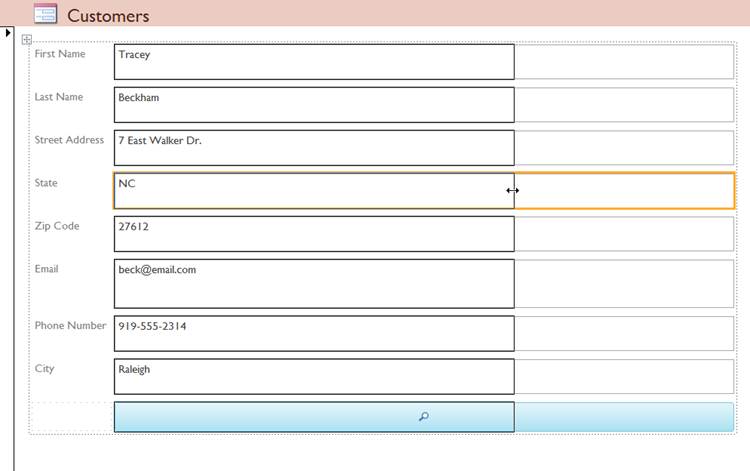 Customers
First Name Tracey
Last Name Beckham
Street Address 7 East Walker Dr.
State NC
Zip Code 27612
Email beck@email.com
Phone Number 919-555-2314
City Raleigh